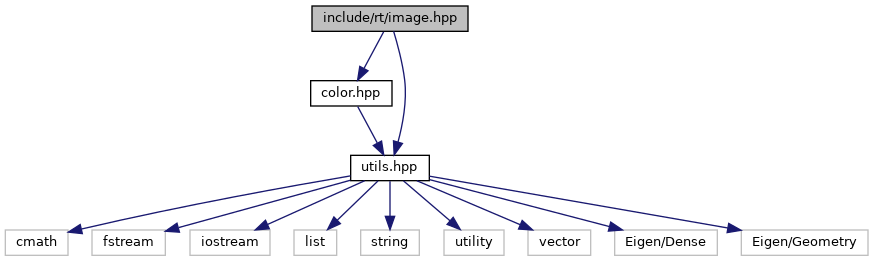 include/rt/image.hpp
color.hpp
utils.hpp
cmath
fstream
iostream
list
string
utility
vector
Eigen/Dense
Eigen/Geometry